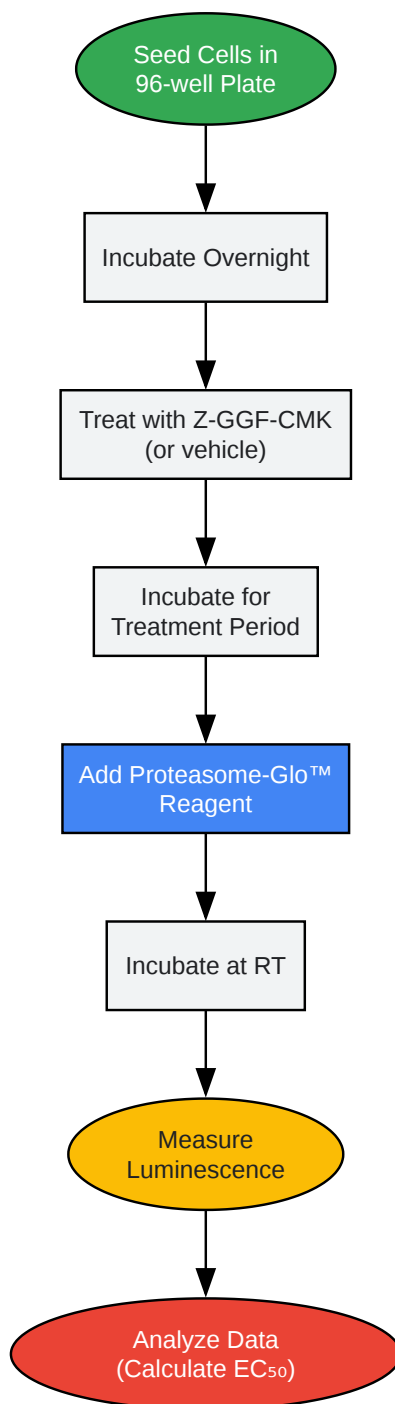 Seed Cells in
96-well Plate
Incubate Overnight
Treat with Z-GGF-CMK
(or vehicle)
Incubate for
Treatment Period
Add Proteasome-Glo™
Reagent
Incubate at RT
Measure
Luminescence
Analyze Data
(Calculate EC₅₀)